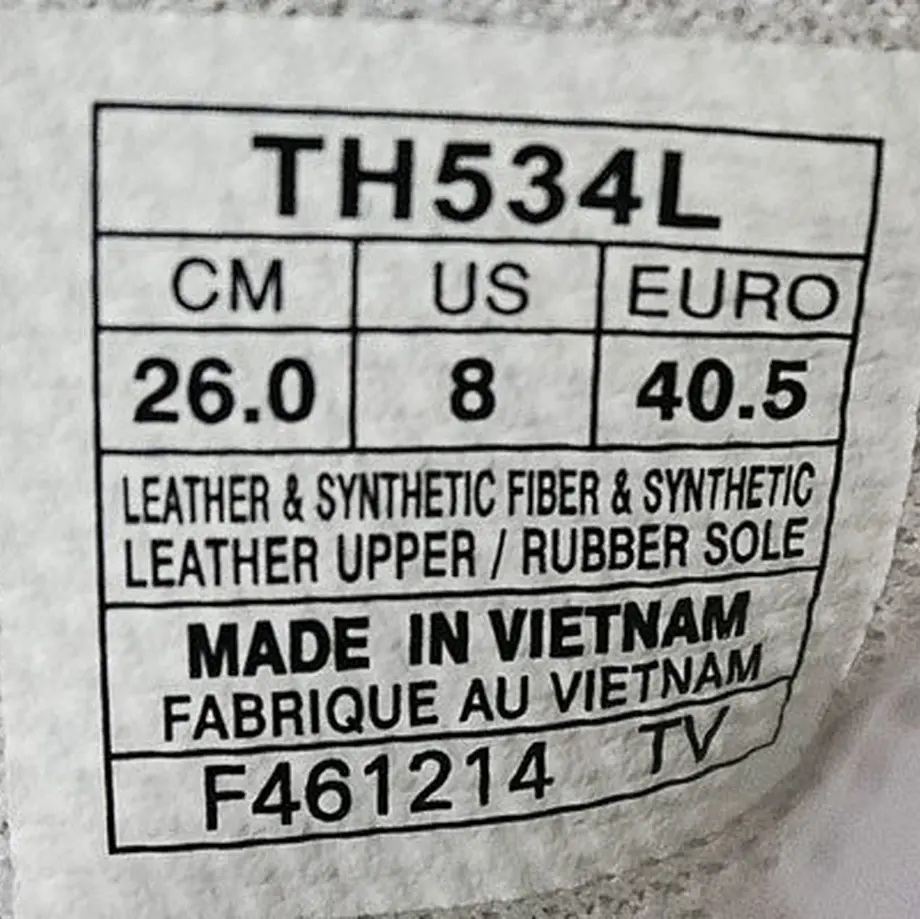 TH534L
CM US EURO
26.0 8 40.5
LEATHER & SYNTHETIC FIBER & SYNTHETIC
LEATHER UPPER / RUBBER SOLE
MADE IN VIETNAM
FABRIQUE AU VIETNAM
F461214 TV